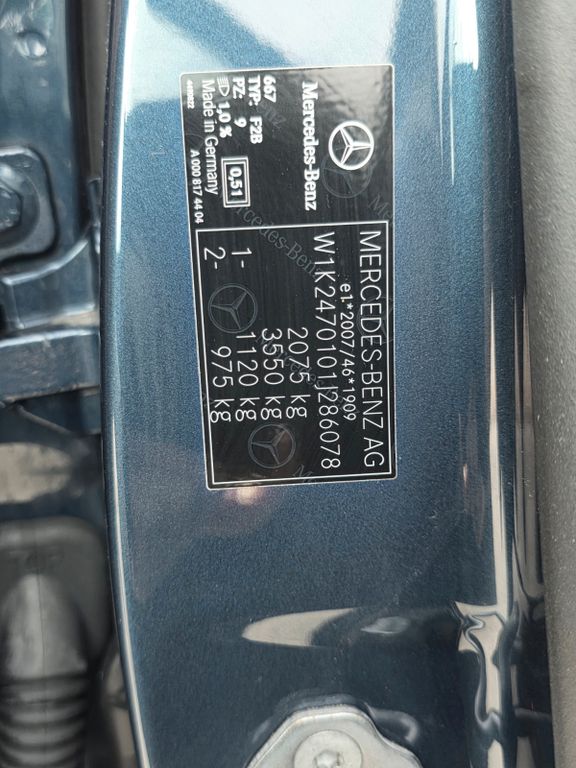 Mercedes-Benz
667
TYP: F2B
PZ: 9
1,0 %
0,51
Made in Germany
A 000 817 44 04
MERCEDES-BENZ AG
e1*2007/46*1909
W1K2470101J286078
2075 kg
3550 kg
1- 1120 kg
2- 975 kg